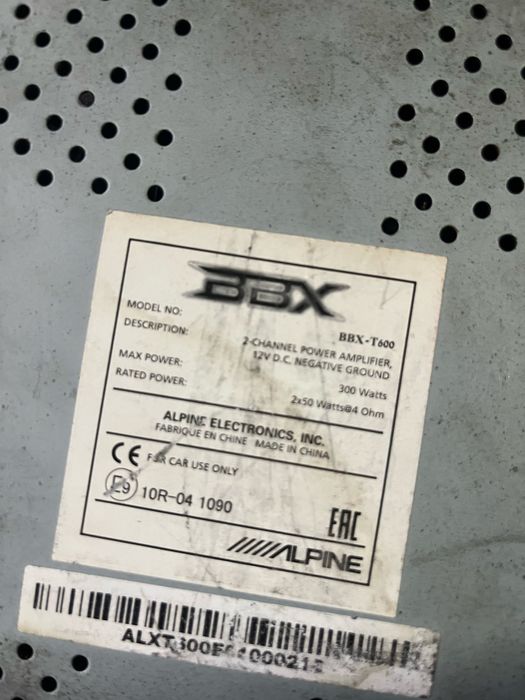 BBX
MODEL NO: BBX-T600
DESCRIPTION: 2-CHANNEL POWER AMPLIFIER,
12V D.C. NEGATIVE GROUND
MAX POWER: 300 Watts
RATED POWER: 2x50 Watts@4 Ohm
ALPINE ELECTRONICS, INC.
FABRIQUE EN CHINE MADE IN CHINA
CE FOR CAR USE ONLY
E9 10R-04 1090
EAC
ALPINE